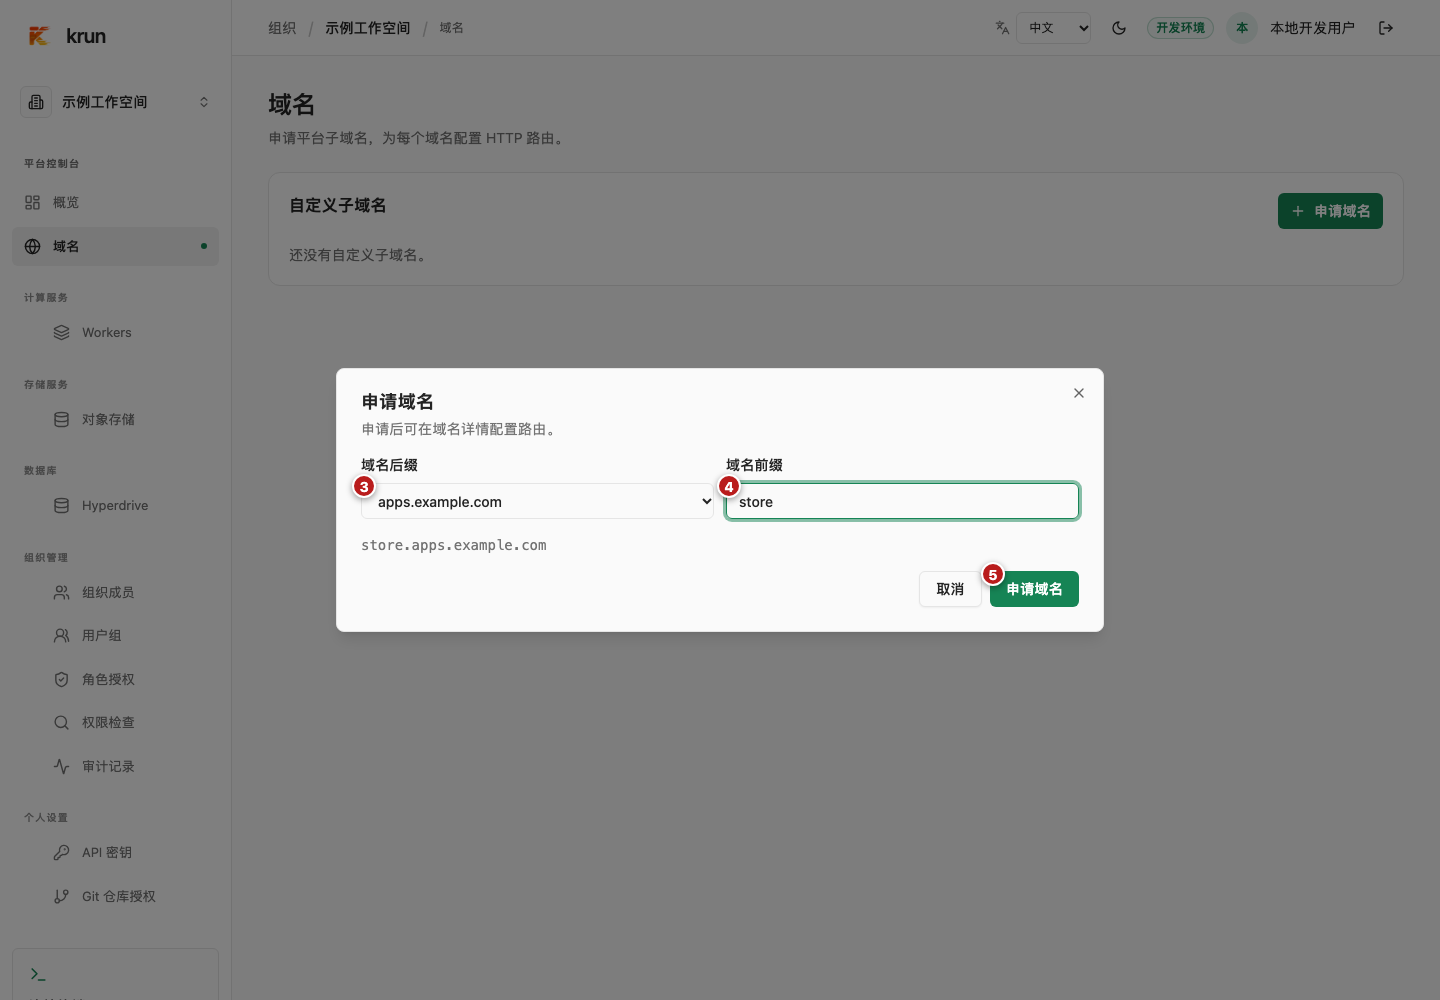 krun
组织 / 示例工作空间 / 域名
中文
开发环境
本
本地开发用户
示例工作空间
平台控制台
概览
域名
计算服务
Workers
存储服务
对象存储
数据库
Hyperdrive
组织管理
组织成员
用户组
角色授权
权限检查
审计记录
个人设置
API 密钥
Git 仓库授权
域名
申请平台子域名，为每个域名配置 HTTP 路由。
自定义子域名
申请域名
还没有自定义子域名。
申请域名
申请后可在域名详情配置路由。
域名后缀
域名前缀
3
apps.example.com
4
store
store.apps.example.com
取消
5
申请域名